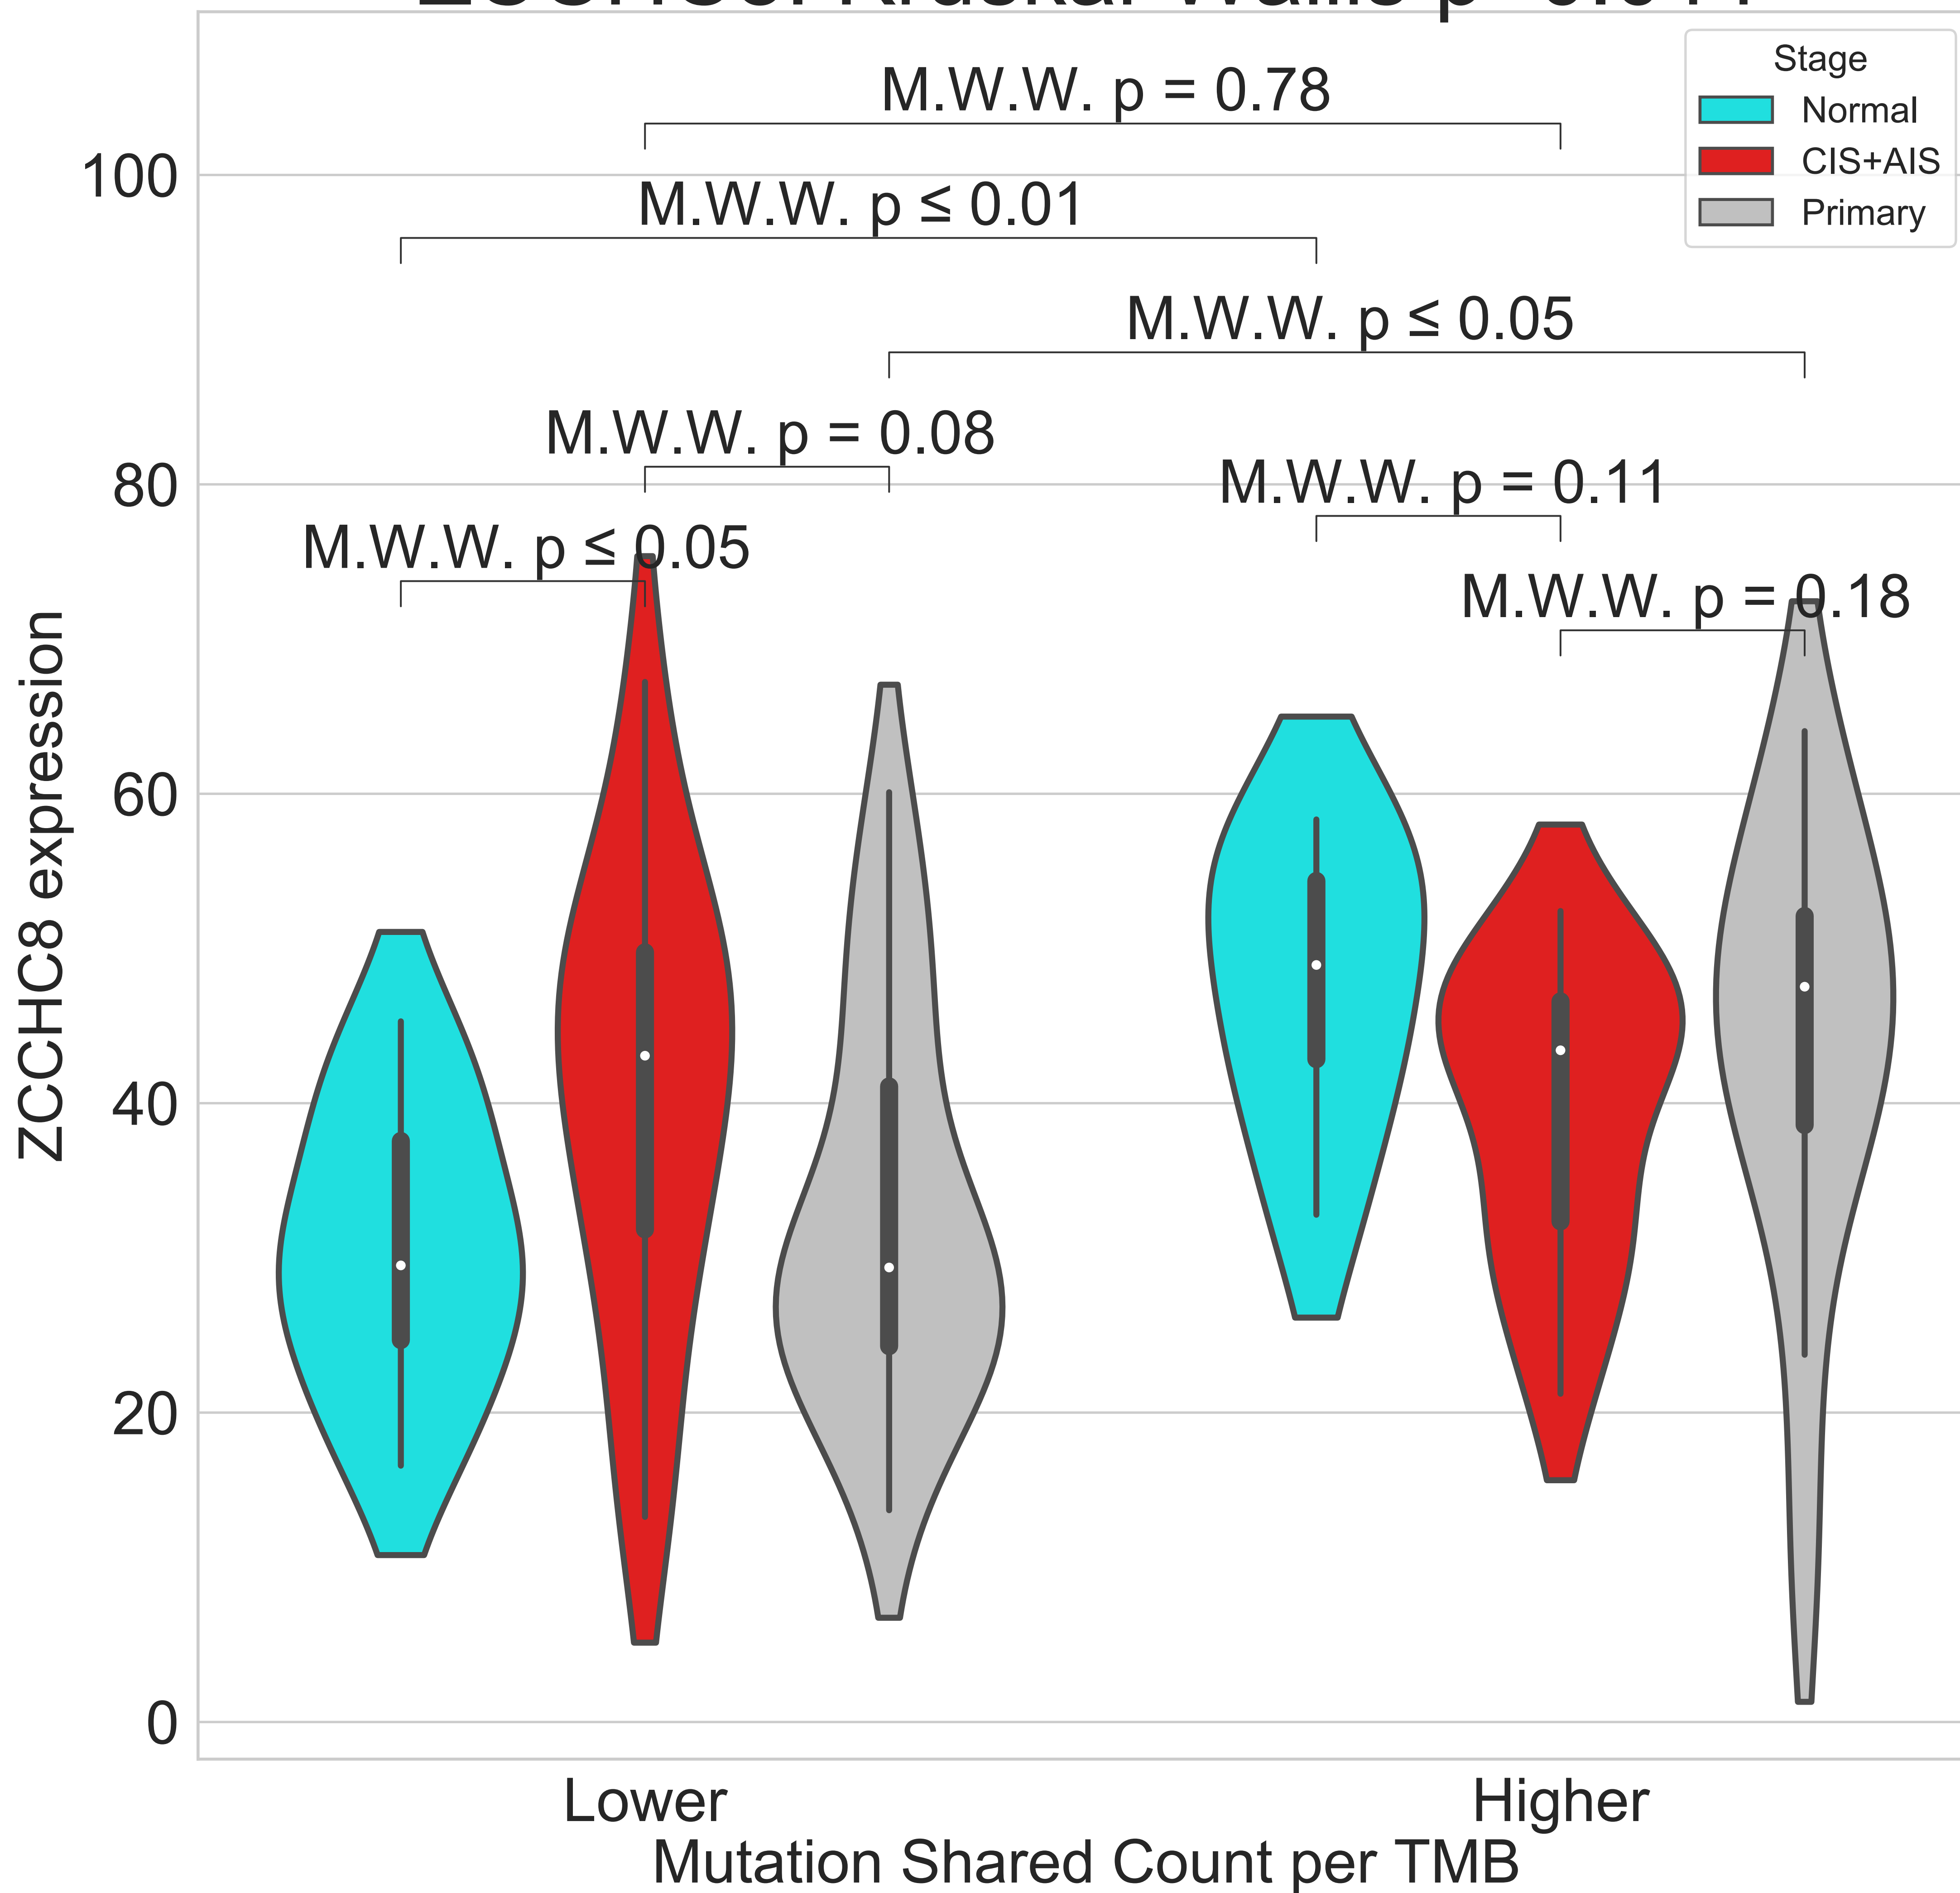 Stage
Normal
CIS+AIS
Primary
M.W.W. p = 0.78
M.W.W. p ≤ 0.01
M.W.W. p ≤ 0.05
M.W.W. p = 0.08
M.W.W. p = 0.11
M.W.W. p ≤ 0.05
M.W.W. p = 0.18
100
80
60
40
20
0
ZCCHC8 expression
Lower
Higher
Mutation Shared Count per TMB